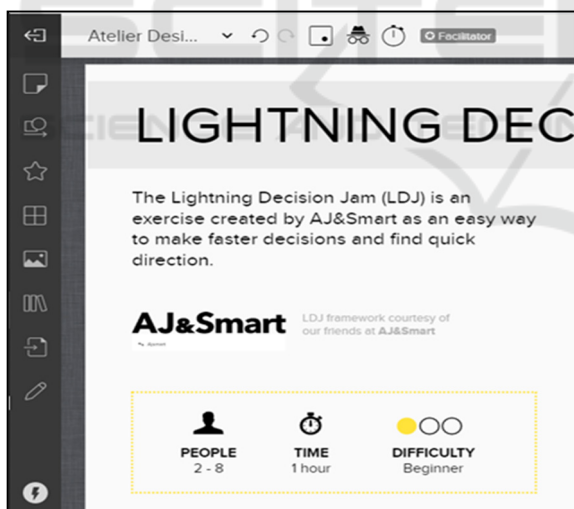 Atelier Desi...
Facilitator
LIGHTNING DEC
The Lightning Decision Jam (LDJ) is an
exercise created by AJ&Smart as an easy way
to make faster decisions and find quick
direction.
AJ&Smart
LDJ framework courtesy of
our friends at AJ&Smart
PEOPLE
2 - 8
TIME
1 hour
DIFFICULTY
Beginner